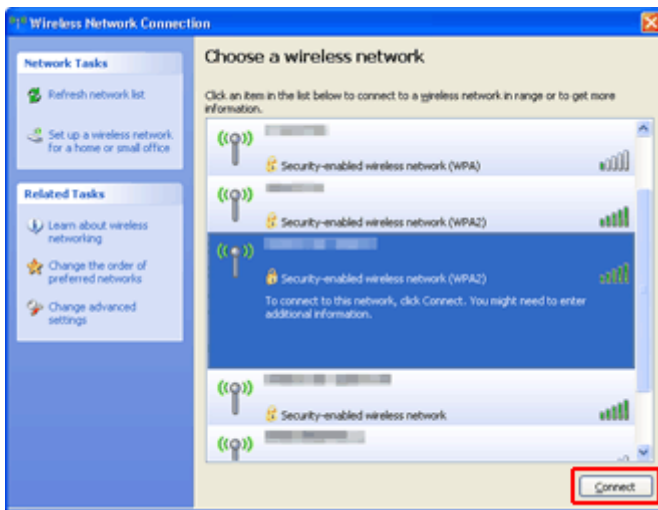 Wireless Network Connection
Network Tasks
Refresh network list
Set up a wireless network
for a home or small office
Related Tasks
Learn about wireless
networking
Change the order of
preferred networks
Change advanced
settings
Choose a wireless network
Click an item in the list below to connect to a wireless network in range or to get more
information.
Security-enabled wireless network (WPA)
Security-enabled wireless network (WPA2)
Security-enabled wireless network (WPA2)
To connect to this network, click Connect. You might need to enter
additional information.
Security-enabled wireless network
Connect